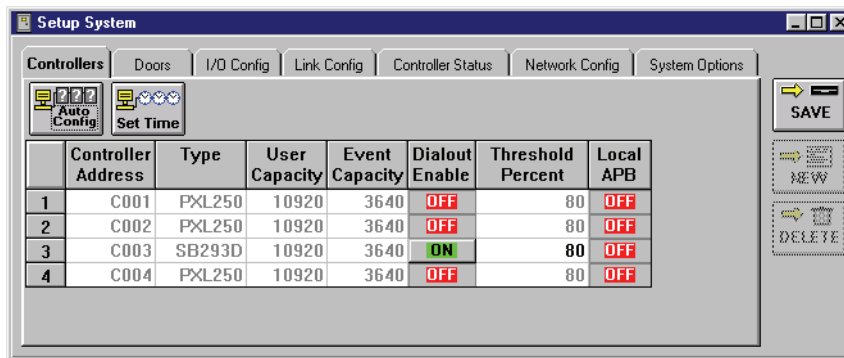 Setup System
Controllers Doors I/O Config Link Config Controller Status Network Config System Options
??? Auto Config Set Time
SAVE
NEW
DELETE
Controller Address Type User Capacity Event Capacity Dialout Enable Threshold Percent Local APB
1 C001 PXL250 10920 3640 OFF 80 OFF
2 C002 PXL250 10920 3640 OFF 80 OFF
3 C003 SB293D 10920 3640 ON 80 OFF
4 C004 PXL250 10920 3640 OFF 80 OFF